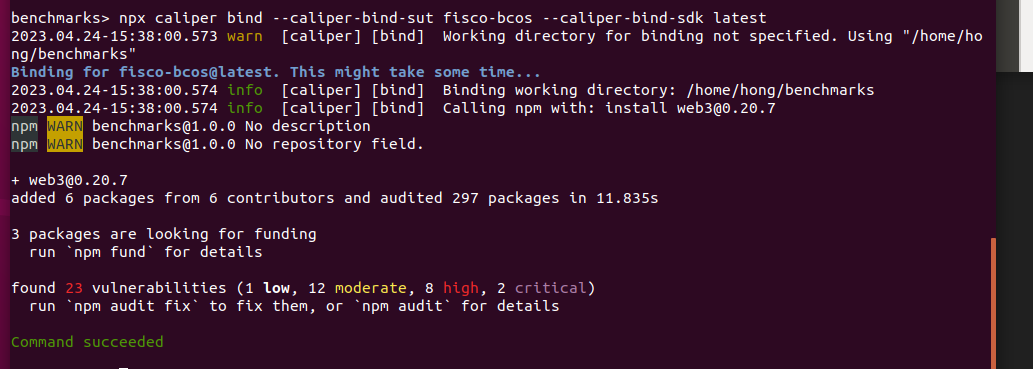 benchmarks> npx caliper bind --caliper-bind-sut fisco-bcos --caliper-bind-sdk latest
2023.04.24-15:38:00.573 warn  [caliper] [bind]  Working directory for binding not specified. Using "/home/ho
ng/benchmarks"
Binding for fisco-bcos@latest. This might take some time...
2023.04.24-15:38:00.574 info  [caliper] [bind]  Binding working directory: /home/hong/benchmarks
2023.04.24-15:38:00.574 info  [caliper] [bind]  Calling npm with: install web3@0.20.7
npm WARN benchmarks@1.0.0 No description
npm WARN benchmarks@1.0.0 No repository field.
+ web3@0.20.7
added 6 packages from 6 contributors and audited 297 packages in 11.835s
3 packages are looking for funding
  run `npm fund` for details
found 23 vulnerabilities (1 low, 12 moderate, 8 high, 2 critical)
  run `npm audit fix` to fix them, or `npm audit` for details
Command succeeded